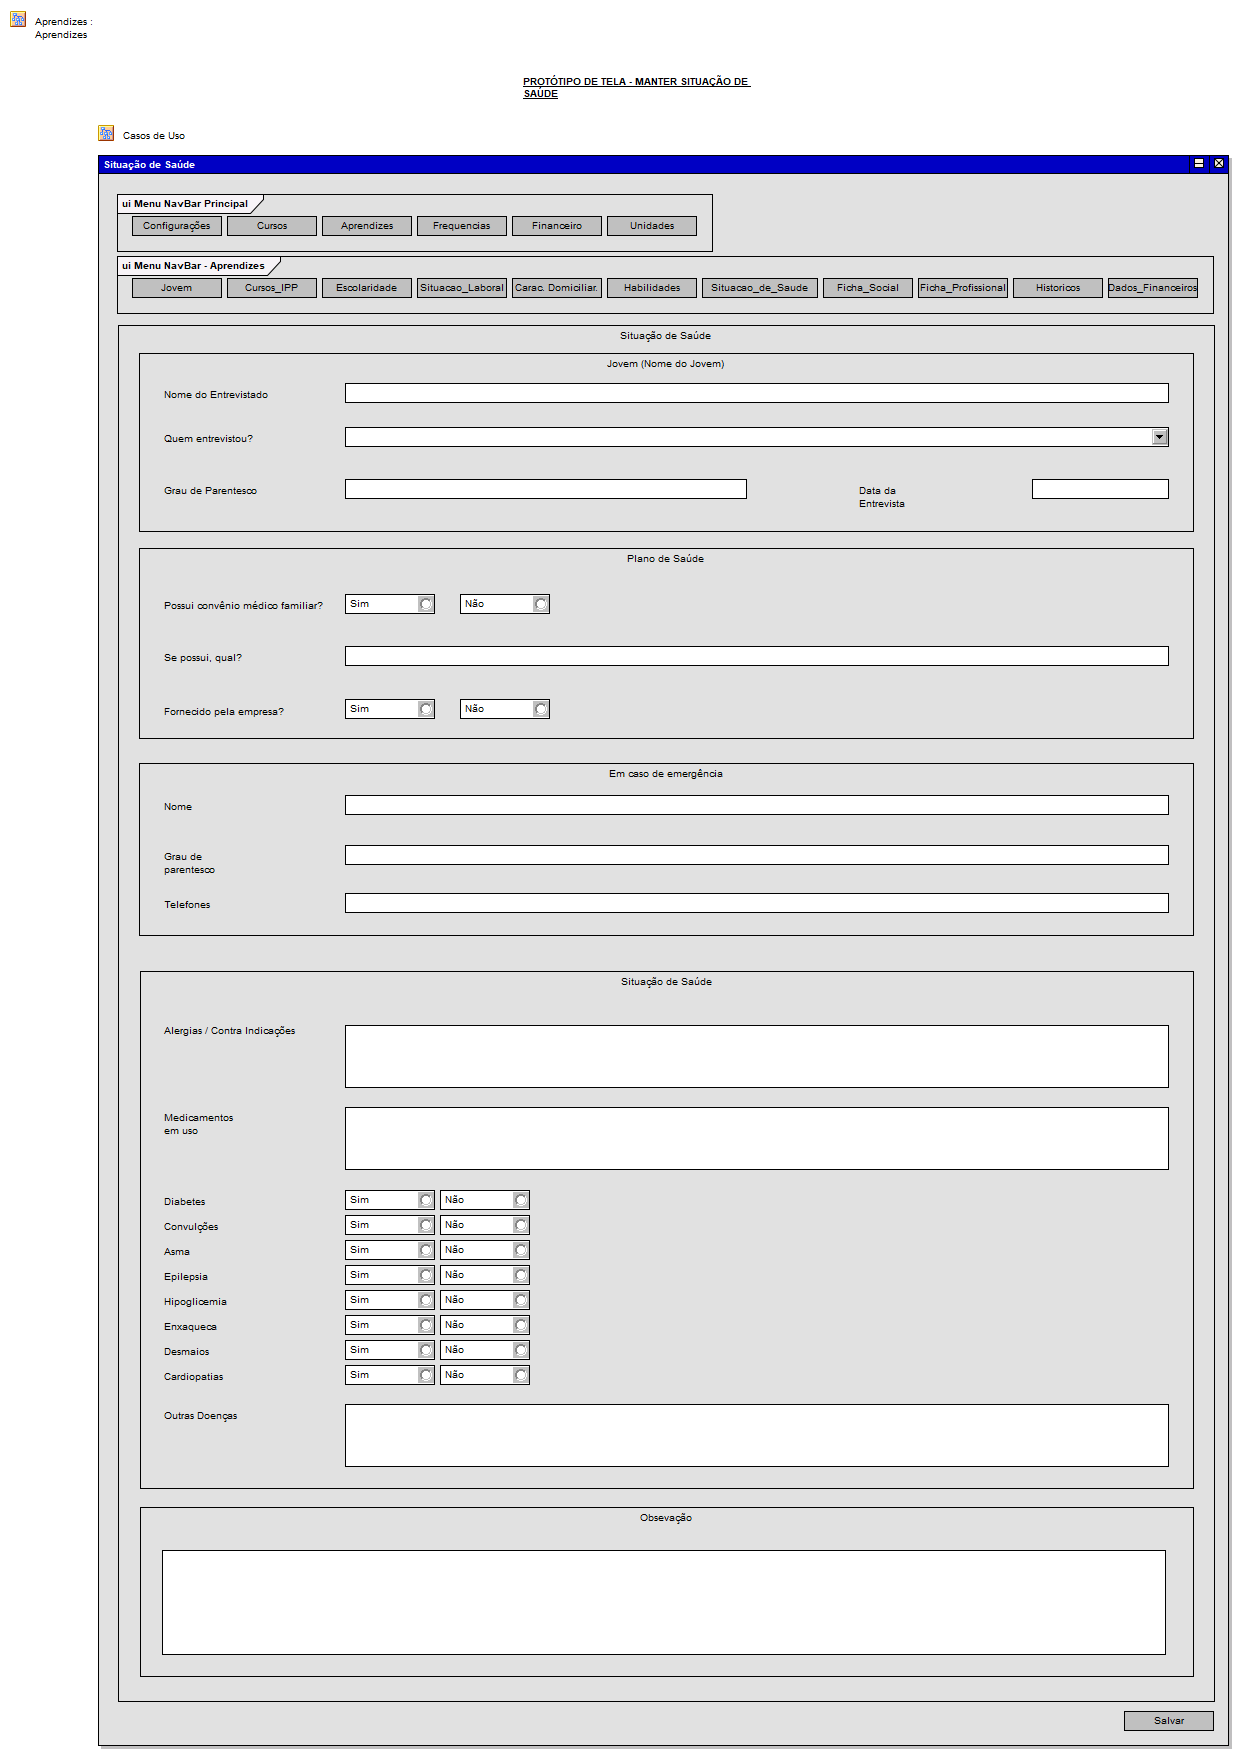 Aprendizes :
Aprendizes
PROTÓTIPO DE TELA - MANTER SITUAÇÃO DE
SAÚDE
Casos de Uso
Situação de Saúde
ui Menu NavBar Principal
Configurações Cursos Aprendizes Frequencias Financeiro Unidades
ui Menu NavBar - Aprendizes
Jovem Cursos_IPP Escolaridade Situacao_Laboral Carac. Domiciliar. Habilidades Situacao_de_Saude Ficha_Social Ficha_Profissional Historicos Dados_Financeiros
Situação de Saúde
Jovem (Nome do Jovem)
Nome do Entrevistado
Quem entrevistou?
Grau de Parentesco Data da
Entrevista
Plano de Saúde
Possui convênio médico familiar? Sim Não
Se possui, qual?
Fornecido pela empresa? Sim Não
Em caso de emergência
Nome
Grau de
parentesco
Telefones
Situação de Saúde
Alergias / Contra Indicações
Medicamentos
em uso
Diabetes Sim Não
Convulções Sim Não
Asma Sim Não
Epilepsia Sim Não
Hipoglicemia Sim Não
Enxaqueca Sim Não
Desmaios Sim Não
Cardiopatias Sim Não
Outras Doenças
Obsevação
Salvar